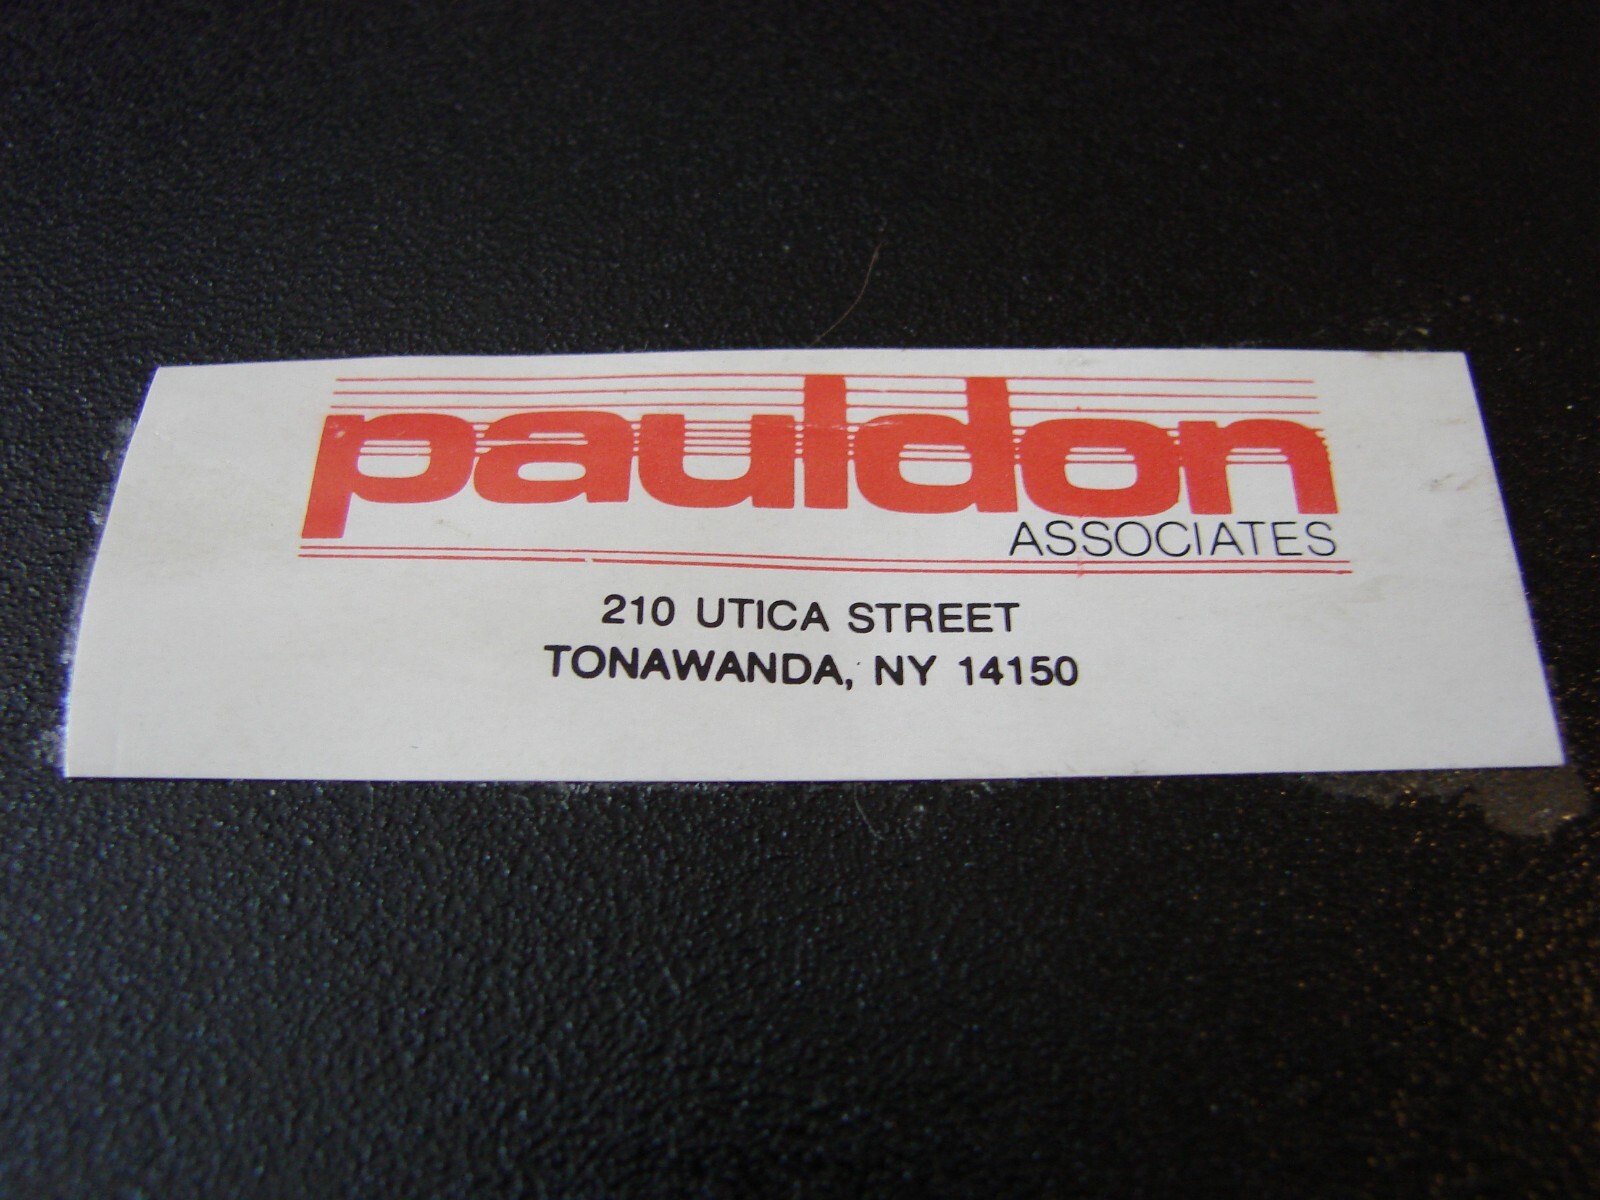 pauldon
ASSOCIATES
210 UTICA STREET
TONAWANDA, NY 14150